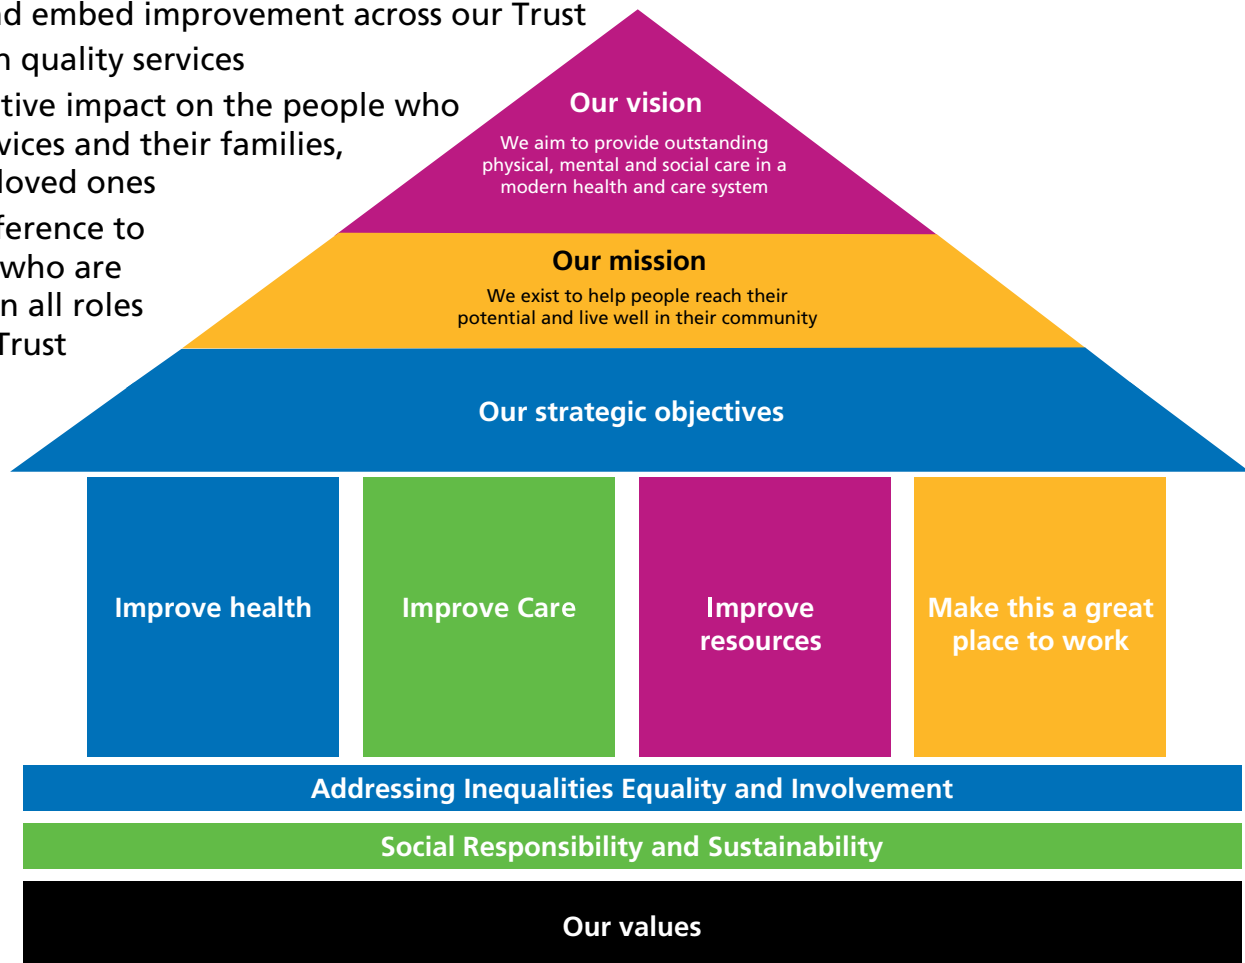 nd embed improvement across our Trust
n quality services
tive impact on the people who
vices and their families,
loved ones
ference to
who are
n all roles
Trust
Our vision
We aim to provide outstanding
physical, mental and social care in a
modern health and care system
Our mission
We exist to help people reach their
potential and live well in their community
Our strategic objectives
Improve health
Improve Care
Improve
resources
Make this a great
place to work
Addressing Inequalities Equality and Involvement
Social Responsibility and Sustainability
Our values